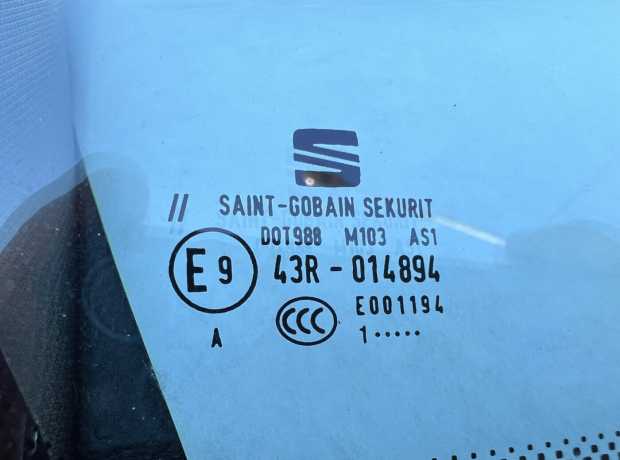 // SAINT-GOBAIN SEKURIT
DOT988 M103 AS1
E9 43R - 014894
CCC E001194
A 1•••••